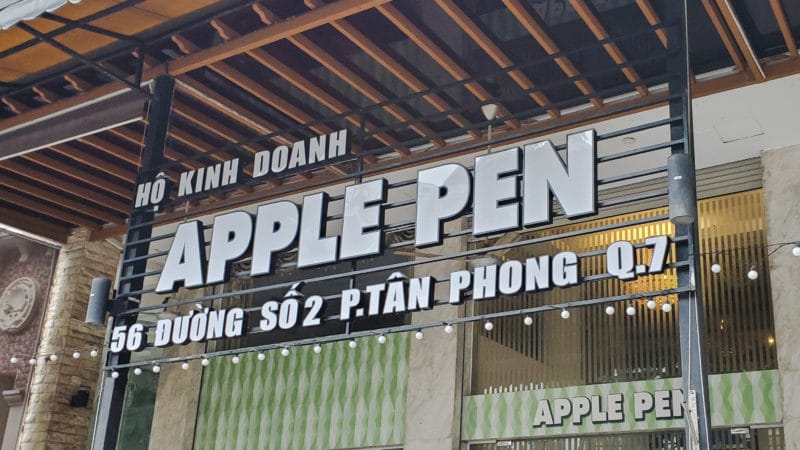 HỘ KINH DOANH
APPLE PEN
56 ĐƯỜNG SỐ 2 P.TÂN PHONG Q.7
APPLE PEN